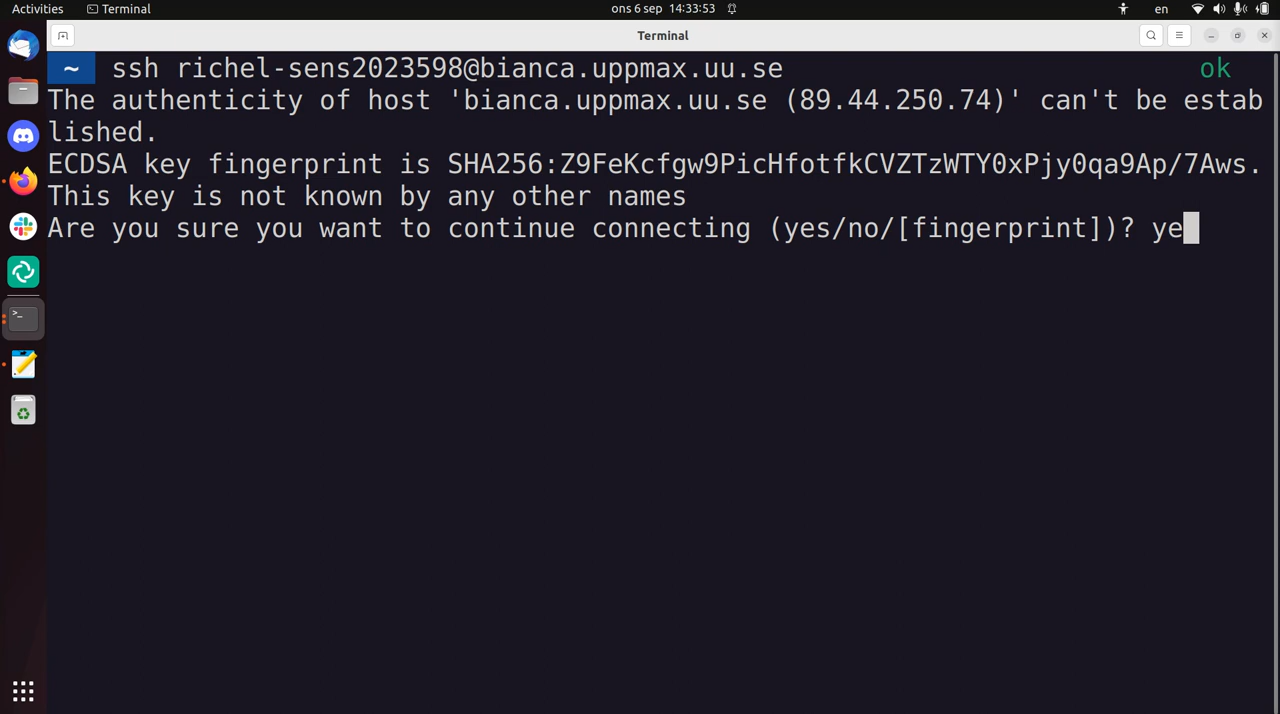 Activities Terminal ons 6 sep 14:33:53 en
Terminal
~ ssh richel-sens2023598@bianca.uppmax.uu.se ok
The authenticity of host 'bianca.uppmax.uu.se (89.44.250.74)' can't be estab
lished.
ECDSA key fingerprint is SHA256:Z9FeKcfgw9PicHfotfkCVZTzWTY0xPjy0qa9Ap/7Aws.
This key is not known by any other names
Are you sure you want to continue connecting (yes/no/[fingerprint])? ye